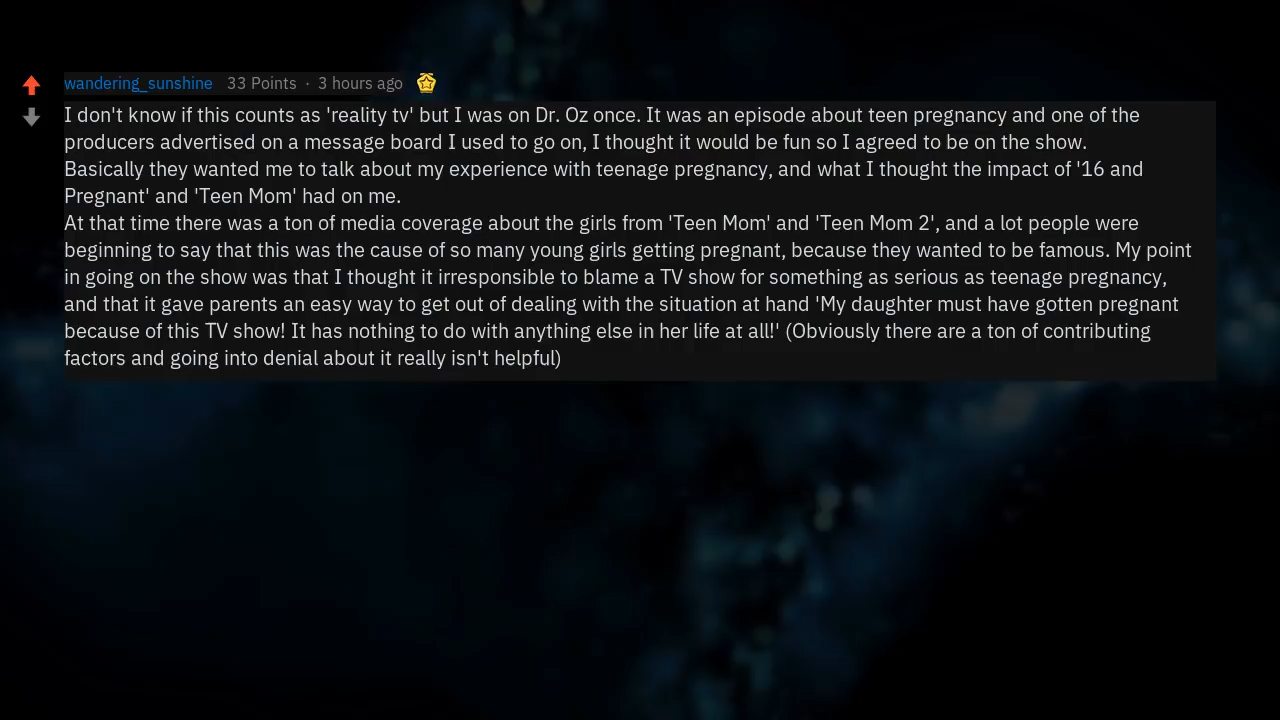 wandering_sunshine 33 Points · 3 hours ago
I don't know if this counts as 'reality tv' but I was on Dr. Oz once. It was an episode about teen pregnancy and one of the
producers advertised on a message board I used to go on, I thought it would be fun so I agreed to be on the show.
Basically they wanted me to talk about my experience with teenage pregnancy, and what I thought the impact of '16 and
Pregnant' and 'Teen Mom' had on me.
At that time there was a ton of media coverage about the girls from 'Teen Mom' and 'Teen Mom 2', and a lot people were
beginning to say that this was the cause of so many young girls getting pregnant, because they wanted to be famous. My point
in going on the show was that I thought it irresponsible to blame a TV show for something as serious as teenage pregnancy,
and that it gave parents an easy way to get out of dealing with the situation at hand 'My daughter must have gotten pregnant
because of this TV show! It has nothing to do with anything else in her life at all!' (Obviously there are a ton of contributing
factors and going into denial about it really isn't helpful)